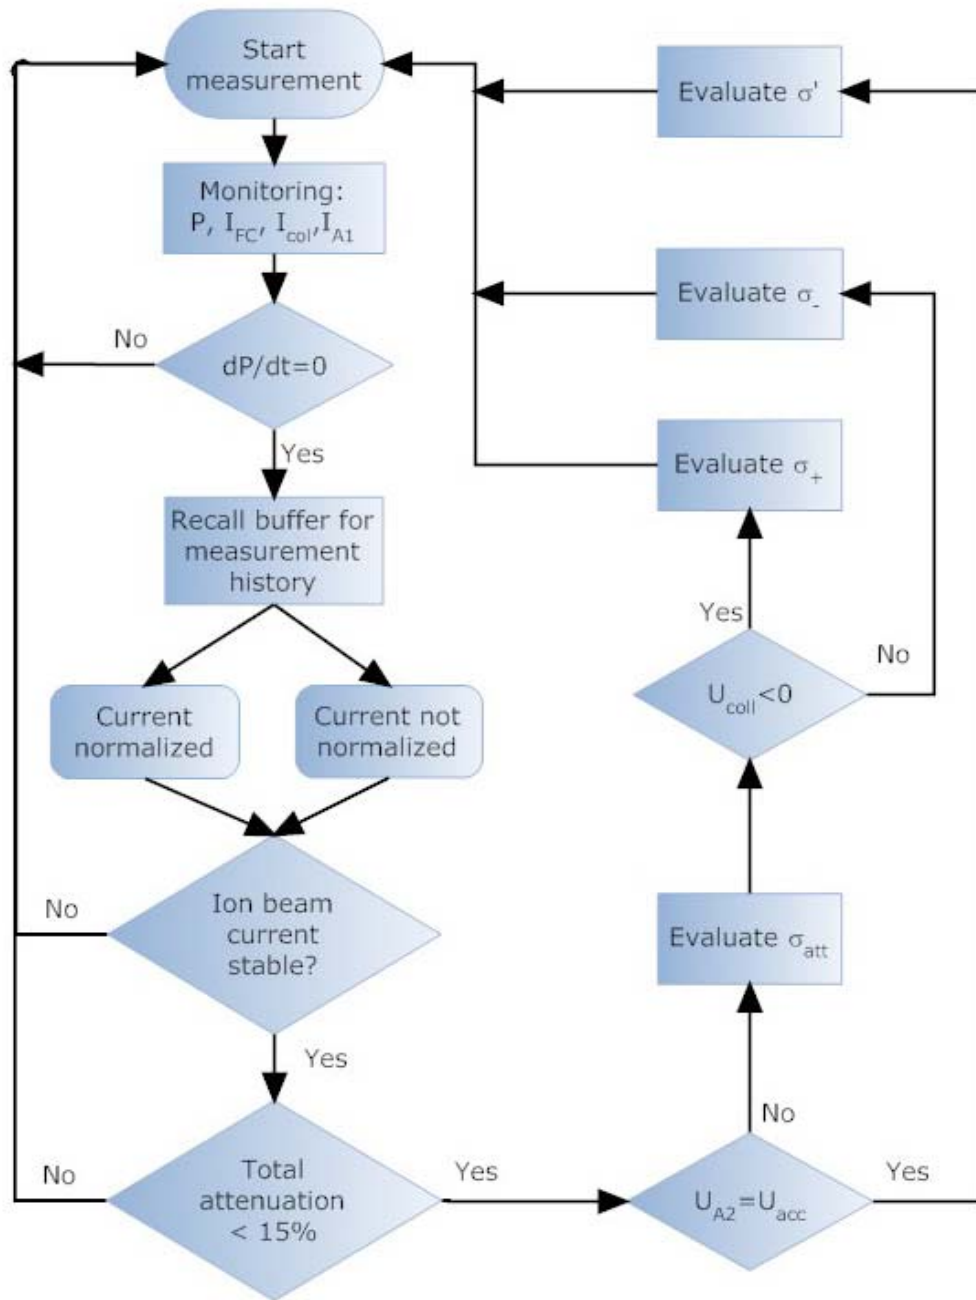 Start
measurement
Evaluate σ'
Monitoring:
P, I_FC, I_col,I_A1
Evaluate σ_-
No
dP/dt=0
Yes
Evaluate σ_+
Recall buffer for
measurement
history
Yes
No
U_coll<0
Current
normalized
Current not
normalized
No
Ion beam
current
stable?
Evaluate σ_att
Yes
No
No
Total
attenuation
< 15%
Yes
U_A2=U_acc
Yes